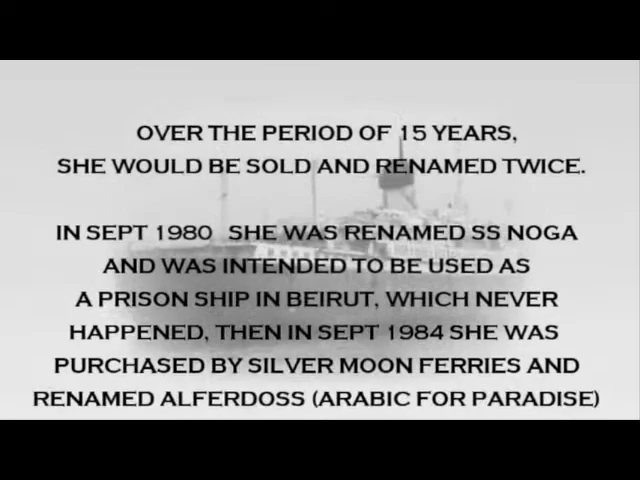 OVER THE PERIOD OF 15 YEARS,
SHE WOULD BE SOLD AND RENAMED TWICE.
IN SEPT 1980 SHE WAS RENAMED SS NOGA
AND WAS INTENDED TO BE USED AS
A PRISON SHIP IN BEIRUT, WHICH NEVER
HAPPENED, THEN IN SEPT 1984 SHE WAS
PURCHASED BY SILVER MOON FERRIES AND
RENAMED ALFERDOSS (ARABIC FOR PARADISE)